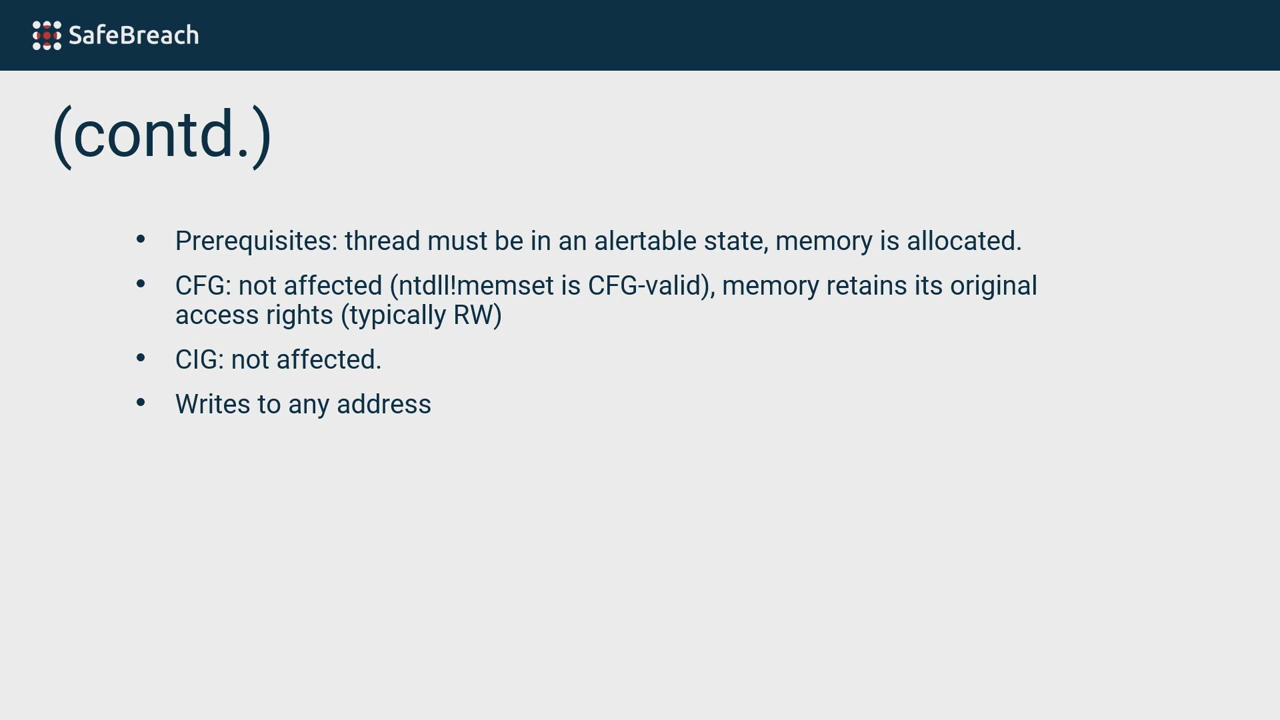 SafeBreach
(contd.)
• Prerequisites: thread must be in an alertable state, memory is allocated.
• CFG: not affected (ntdll!memset is CFG-valid), memory retains its original
access rights (typically RW)
• CIG: not affected.
• Writes to any address